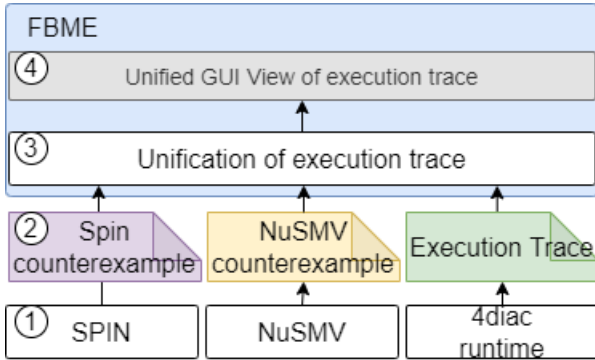 FBME
4
Unified GUI View of execution trace
3
Unification of execution trace
2
Spin
counterexample
NuSMV
counterexample
Execution Trace
1
SPIN
NuSMV
4diac
runtime